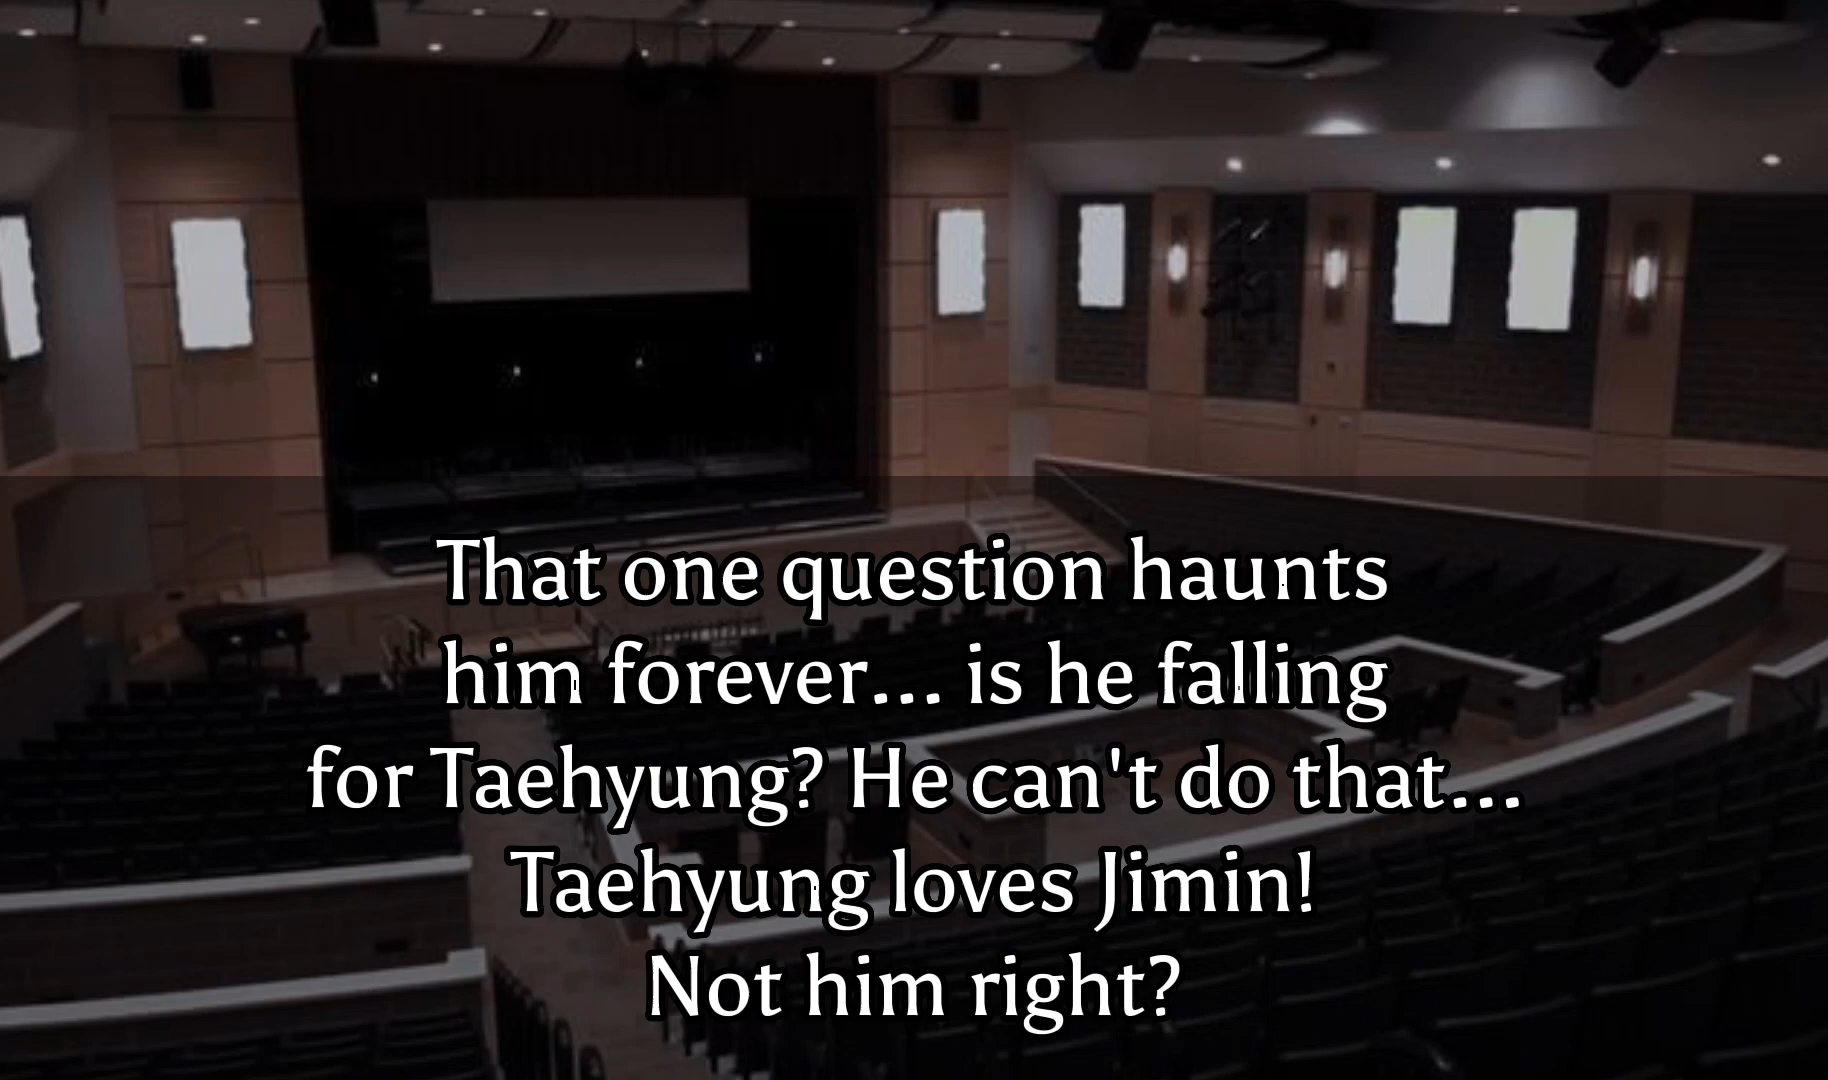 That one question haunts
him forever... is he falling
for Taehyung? He can't do that...
Taehyung loves Jimin!
Not him right?